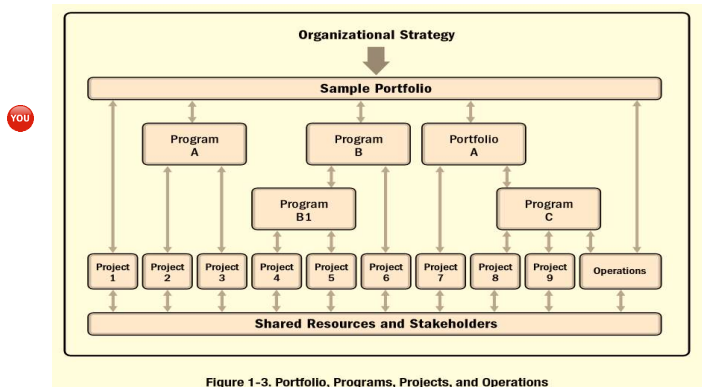 Organizational Strategy
Sample Portfolio
YOU
Program
A
Program
B
Portfolio
A
Program
B1
Program
C
Project
1
Project
2
Project
3
Project
4
Project
5
Project
6
Project
7
Project
8
Project
9
Operations
Shared Resources and Stakeholders
Figure 1-3. Portfolio, Programs, Projects, and Operations